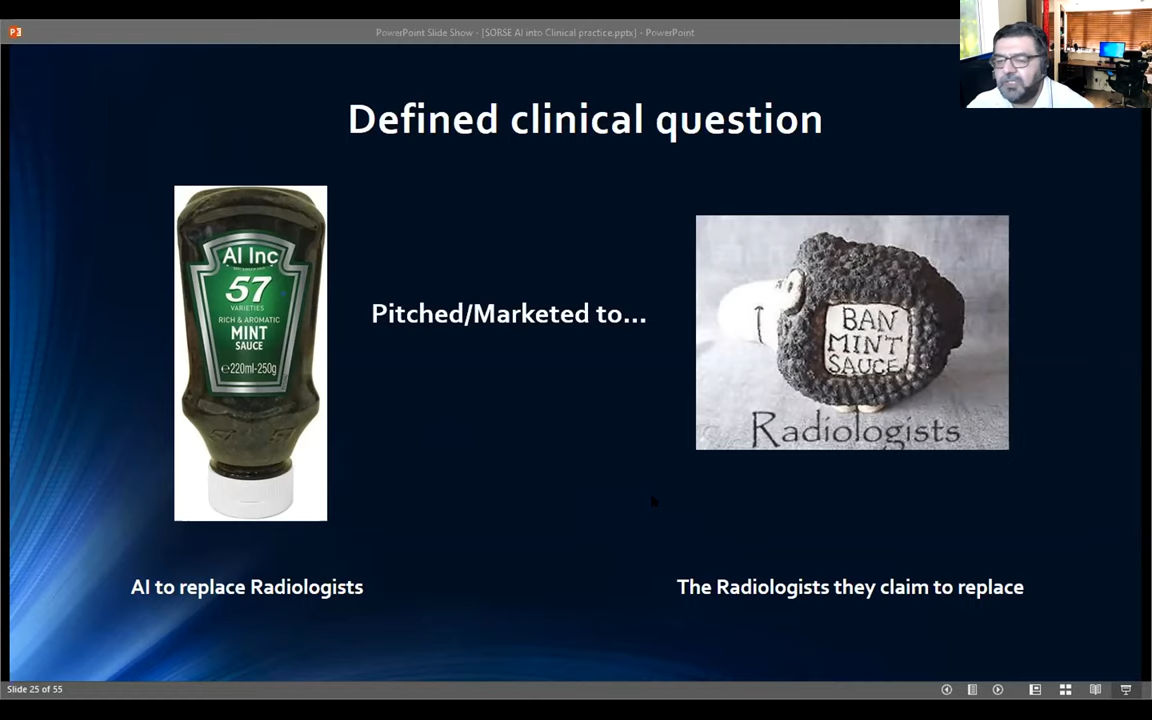 PowerPoint Slide Show - [SORSE AI into Clinical practice.pptx] - PowerPoint
Defined clinical question
AI Inc
57
VARIETIES
RICH & AROMATIC
MINT
SAUCE
℮220ml-250g
Pitched/Marketed to...
BAN
MINT
SAUCE
Radiologists
AI to replace Radiologists
The Radiologists they claim to replace
Slide 25 of 55